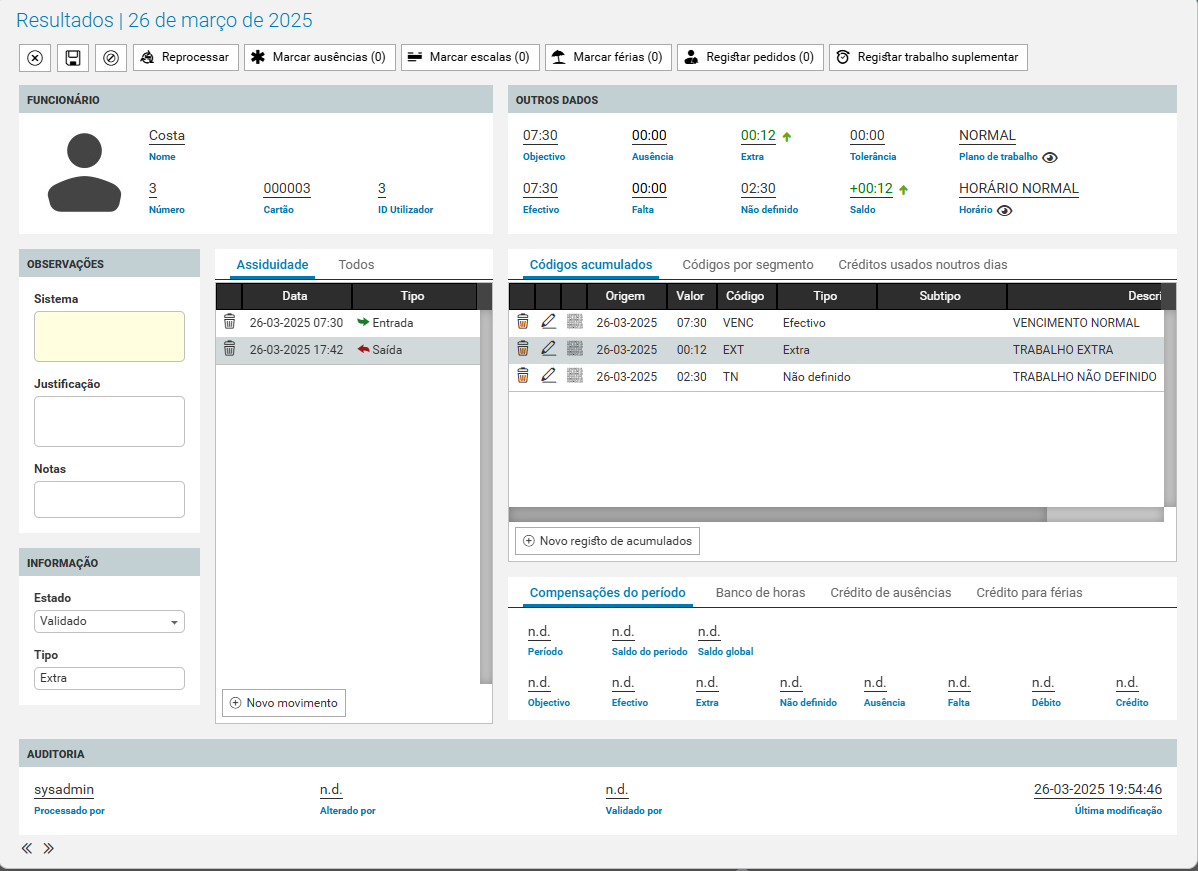 Resultados | 26 de março de 2025
Reprocessar
Marcar ausências (0)
Marcar escalas (0)
Marcar férias (0)
Registar pedidos (0)
Registar trabalho suplementar
FUNCIONÁRIO
Costa
Nome
3 000003 3
Número Cartão ID Utilizador
OUTROS DADOS
07:30 00:00 00:12 00:00 NORMAL
Objectivo Ausência Extra Tolerância Plano de trabalho
07:30 00:00 02:30 +00:12 HORÁRIO NORMAL
Efectivo Falta Não definido Saldo Horário
OBSERVAÇÕES
Sistema
Justificação
Notas
INFORMAÇÃO
Estado
Validado
Tipo
Extra
Assiduidade Todos
Data Tipo
26-03-2025 07:30 Entrada
26-03-2025 17:42 Saída
Novo movimento
Códigos acumulados Códigos por segmento Créditos usados noutros dias
Origem Valor Código Tipo Subtipo Descri
26-03-2025 07:30 VENC Efectivo VENCIMENTO NORMAL
26-03-2025 00:12 EXT Extra TRABALHO EXTRA
26-03-2025 02:30 TN Não definido TRABALHO NÃO DEFINIDO
Novo registo de acumulados
Compensações do período Banco de horas Crédito de ausências Crédito para férias
n.d. n.d. n.d.
Período Saldo do periodo Saldo global
n.d. n.d. n.d. n.d. n.d. n.d. n.d. n.d.
Objectivo Efectivo Extra Não definido Ausência Falta Débito Crédito
AUDITORIA
sysadmin n.d. n.d. 26-03-2025 19:54:46
Processado por Alterado por Validado por Última modificação